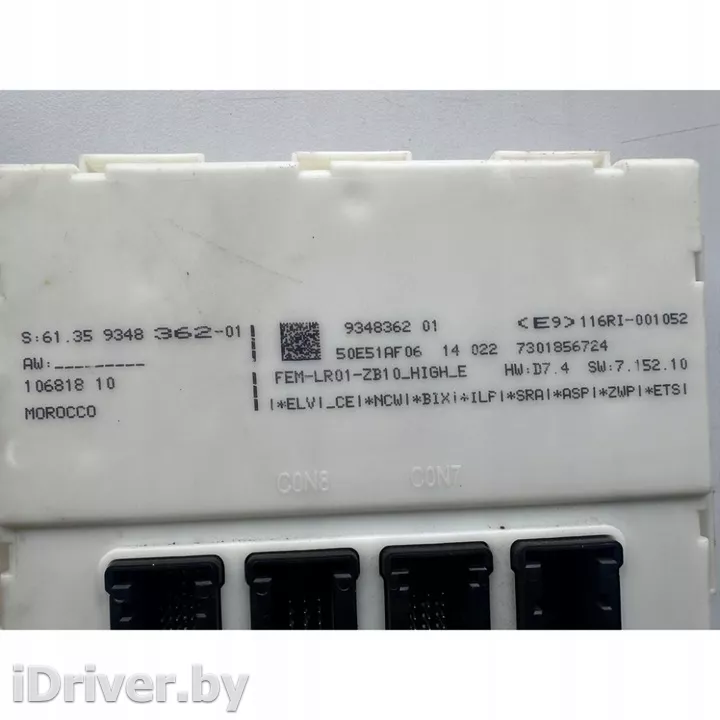 S:61.35 9348 362-01
AW:_________
106818 10
MOROCCO
9348362 01 <E9>116RI-001052
50E51AF06 14 022 7301856724
FEM-LR01-ZB10_HIGH_E HW:D7.4 SW:7.152.10
|*ELV|_CE|*NCW|*BIX|+ILF|*SRA|*ASP|*ZWP|*ETS|
CON8 CON7
iDriver.by